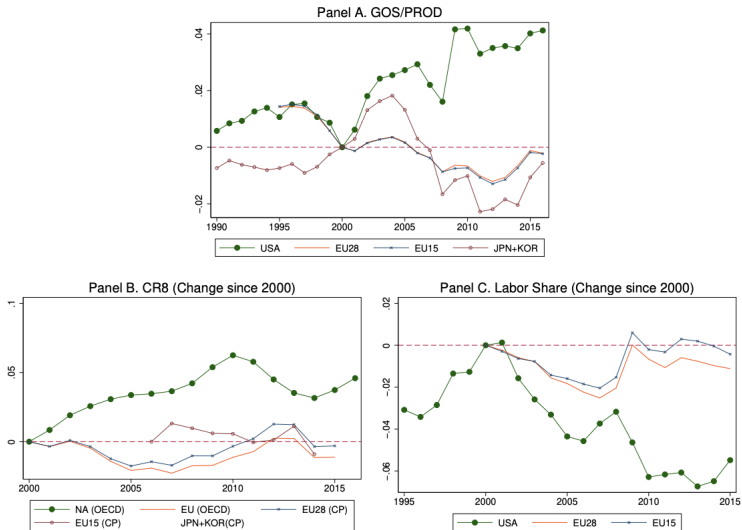 Panel A. GOS/PROD
.04
.02
0
-.02
1990 1995 2000 2005 2010 2015
USA EU28 EU15 JPN+KOR
Panel B. CR8 (Change since 2000)
.1
.05
0
2000 2005 2010 2015
NA (OECD) EU (OECD) EU28 (CP)
EU15 (CP) JPN+KOR(CP)
Panel C. Labor Share (Change since 2000)
.02
0
-.02
-.04
-.06
1995 2000 2005 2010 2015
USA EU28 EU15